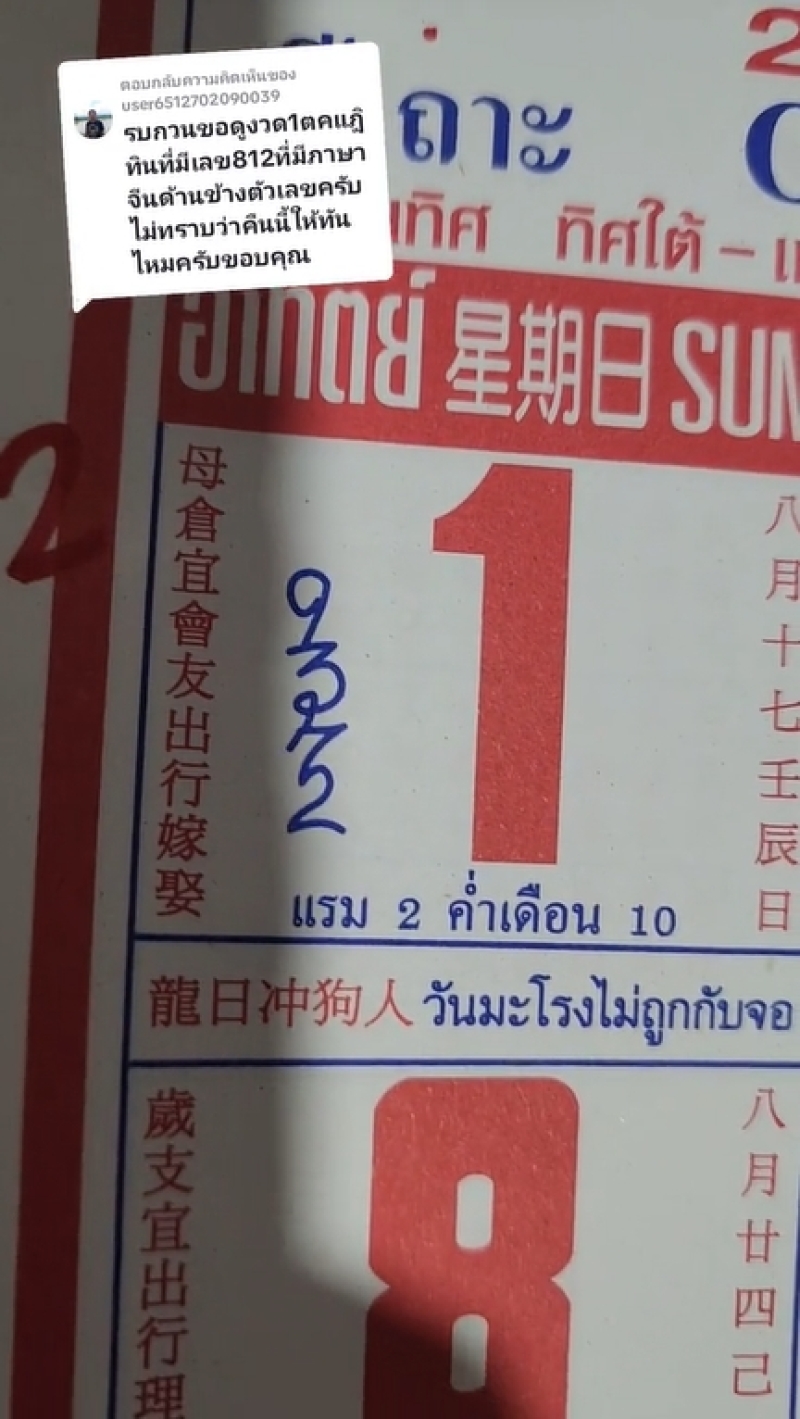 ตอบกลับความคิดเห็นของ
user6512702090039
รบกวนขอดูงวด1ตคแฎิ
ทินที่มีเลข812ที่มีภาษา
จีนด้านข้างตัวเลขครับ
ไม่ทราบว่าคืนนี้ให้ทัน
ไหมครับขอบคุณ
ถาะ
ทิศใต้ –
อาทิตย์ 星期日 SUN
2
母倉宜會友出行嫁娶
9
3
2
1
八月十七壬辰日
แรม 2 ค่ำเดือน 10
龍日冲狗人 วันมะโรงไม่ถูกกับจอ
歲支宜出行理
8
八月廿四己